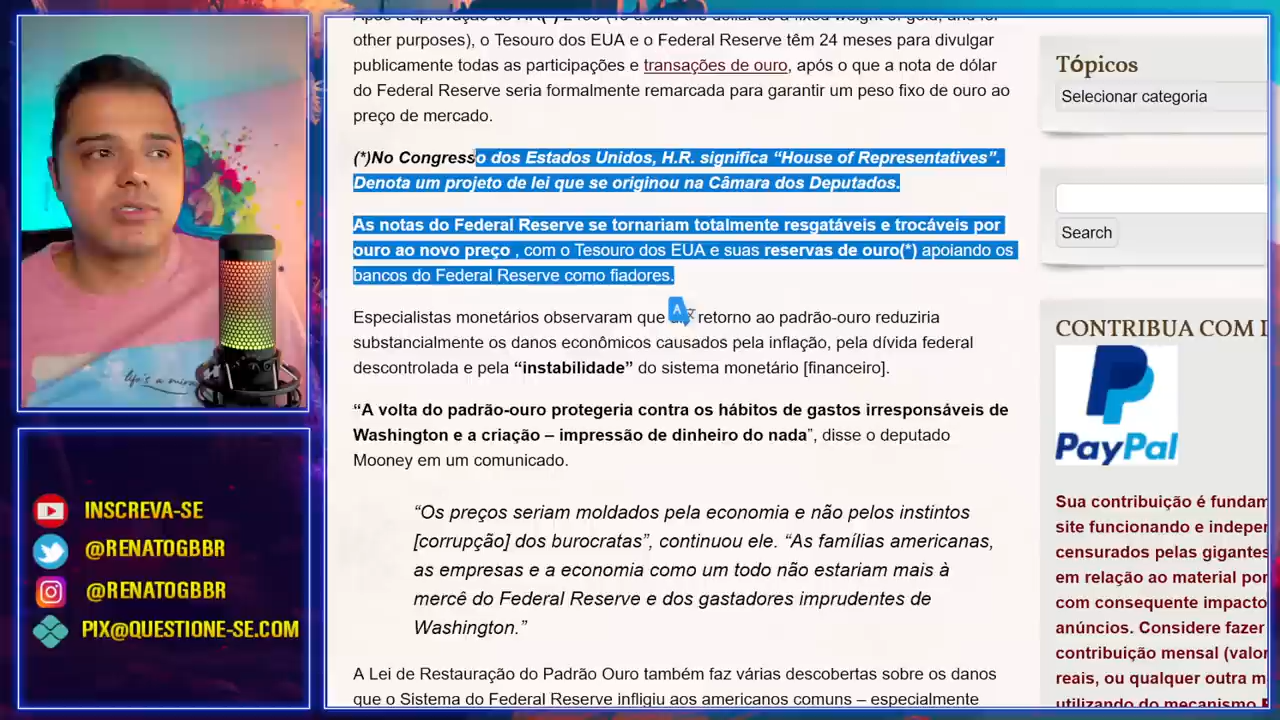 other purposes), o Tesouro dos EUA e o Federal Reserve têm 24 meses para divulgar
publicamente todas as participações e transações de ouro, após o que a nota de dólar
do Federal Reserve seria formalmente remarcada para garantir um peso fixo de ouro ao
preço de mercado.
(*)No Congresso dos Estados Unidos, H.R. significa “House of Representatives”.
Denota um projeto de lei que se originou na Câmara dos Deputados.
As notas do Federal Reserve se tornariam totalmente resgatáveis e trocáveis por
ouro ao novo preço , com o Tesouro dos EUA e suas reservas de ouro(*) apoiando os
bancos do Federal Reserve como fiadores.
Especialistas monetários observaram que retorno ao padrão-ouro reduziria
substancialmente os danos econômicos causados pela inflação, pela dívida federal
descontrolada e pela “instabilidade” do sistema monetário [financeiro].
“A volta do padrão-ouro protegeria contra os hábitos de gastos irresponsáveis de
Washington e a criação – impressão de dinheiro do nada”, disse o deputado
Mooney em um comunicado.
“Os preços seriam moldados pela economia e não pelos instintos
[corrupção] dos burocratas”, continuou ele. “As famílias americanas,
as empresas e a economia como um todo não estariam mais à
mercê do Federal Reserve e dos gastadores imprudentes de
Washington.”
A Lei de Restauração do Padrão Ouro também faz várias descobertas sobre os danos
que o Sistema do Federal Reserve infligiu aos americanos comuns – especialmente
Tópicos
Selecionar categoria
Search
CONTRIBUA COM
PayPal
Sua contribuição é fundam
site funcionando e indepen
censurados pelas gigantes
em relação ao material por
com consequente impacto
anúncios. Considere fazer
contribuição mensal (valor
reais, ou qualquer outra m
utilizando do mecanismo
life's a
INSCREVA-SE
@RENATOGBBR
@RENATOGBBR
PIX@QUESTIONE-SE.COM